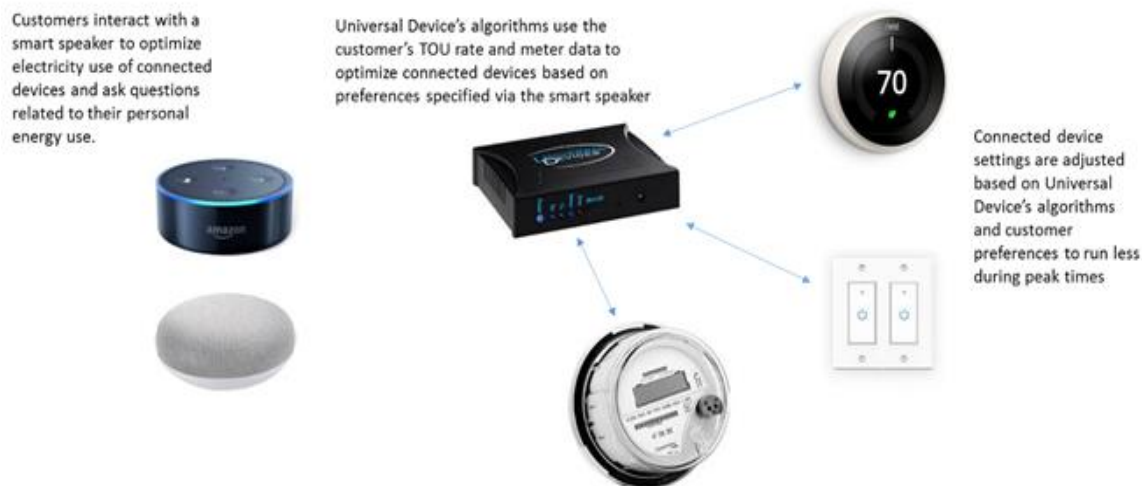 Customers interact with a
smart speaker to optimize
electricity use of connected
devices and ask questions
related to their personal
energy use.
Universal Device's algorithms use the
customer's TOU rate and meter data to
optimize connected devices based on
preferences specified via the smart speaker
70
Connected device
settings are adjusted
based on Universal
Device's algorithms
and customer
preferences to run less
during peak times
amazon